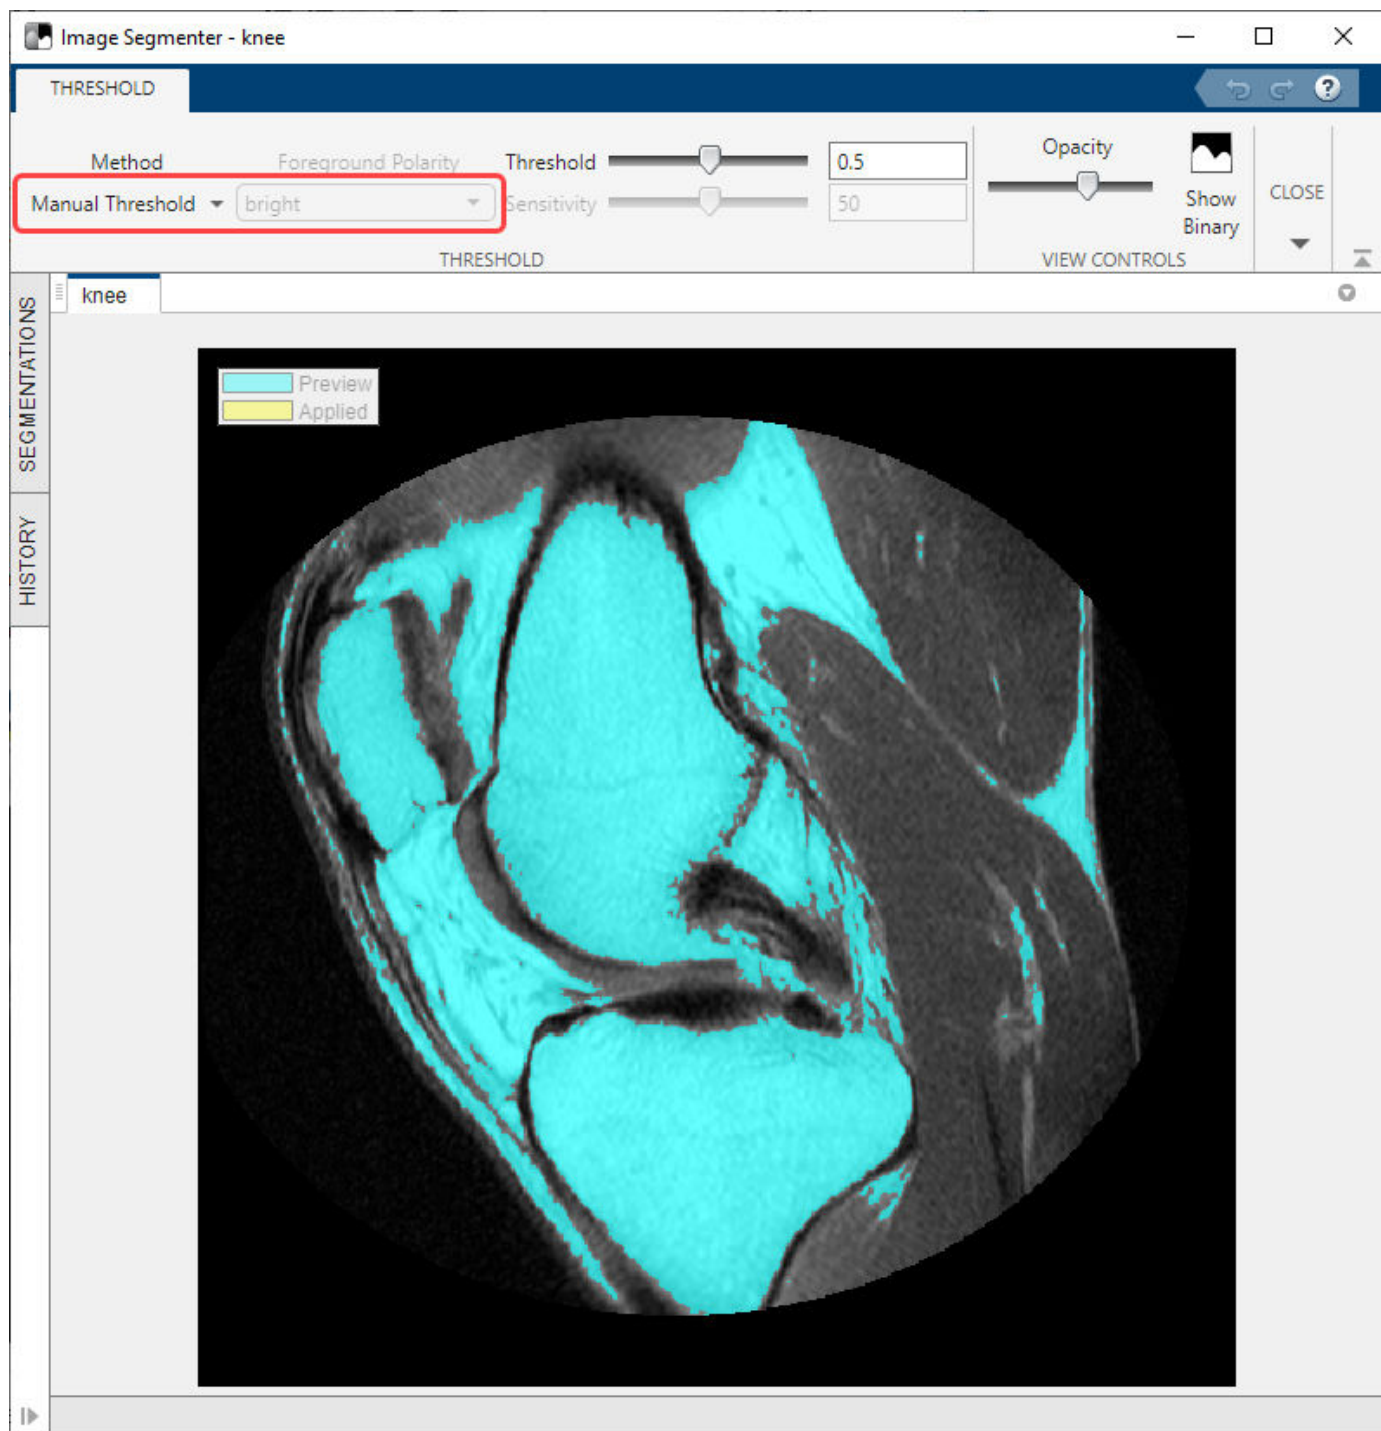 Image Segmenter - knee
THRESHOLD
?
Method Foreground Polarity Threshold 0.5
Manual Threshold bright Sensitivity 50
THRESHOLD
Opacity
Show
Binary
VIEW CONTROLS
CLOSE
SEGMENTATIONS
HISTORY
knee
Preview
Applied